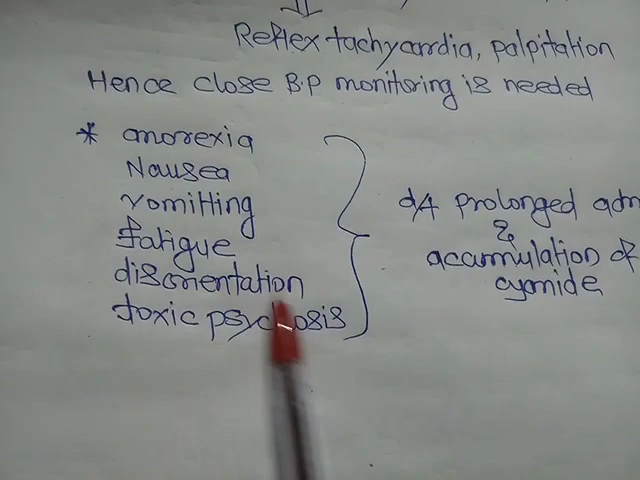 Reflex tachycardia, palpitation
Hence close B.P monitoring is needed
* anorexia
Nausea
vomitting
fatigue
disorientation
toxic psychosis
d/t prolonged adm
&
accumulation of
cyanide